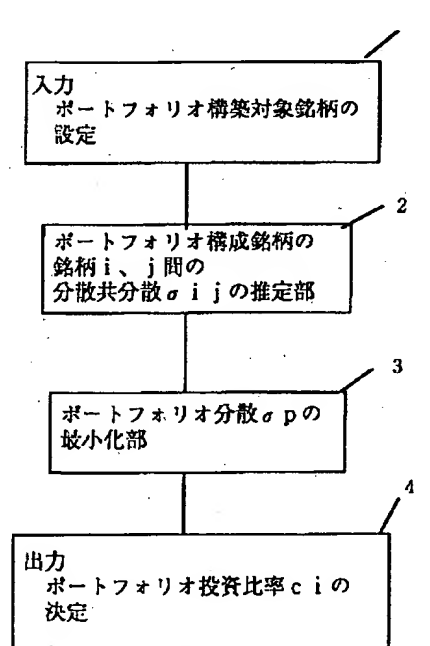 入力
ポートフォリオ構築対象銘柄の
設定
2
ポートフォリオ構成銘柄の
銘柄i、j間の
分散共分散σij の推定部
3
ポートフォリオ分散σpの
最小化部
4
出力
ポートフォリオ投資比率ciの
決定